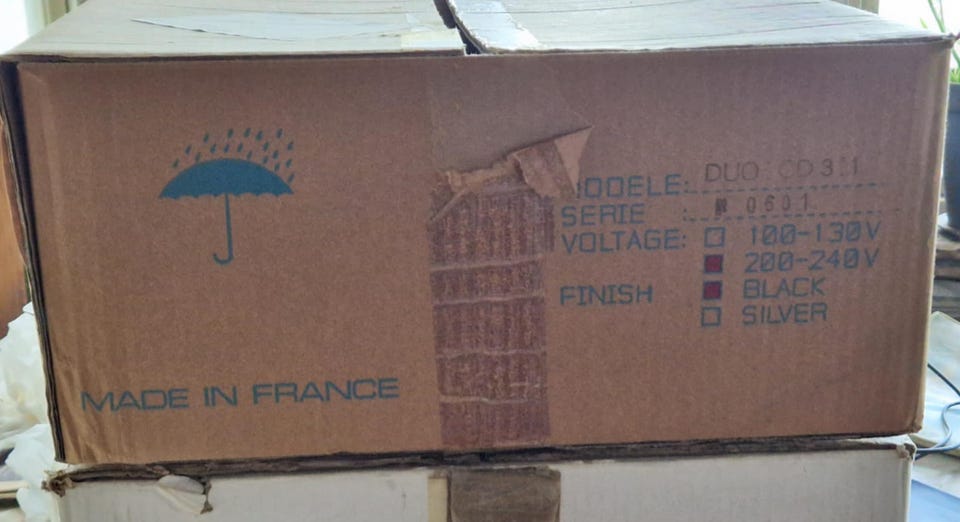 MODELE: DUO CD 3.1
SERIE : 0601
VOLTAGE: 100-130V
200-240V
FINISH BLACK
SILVER
MADE IN FRANCE